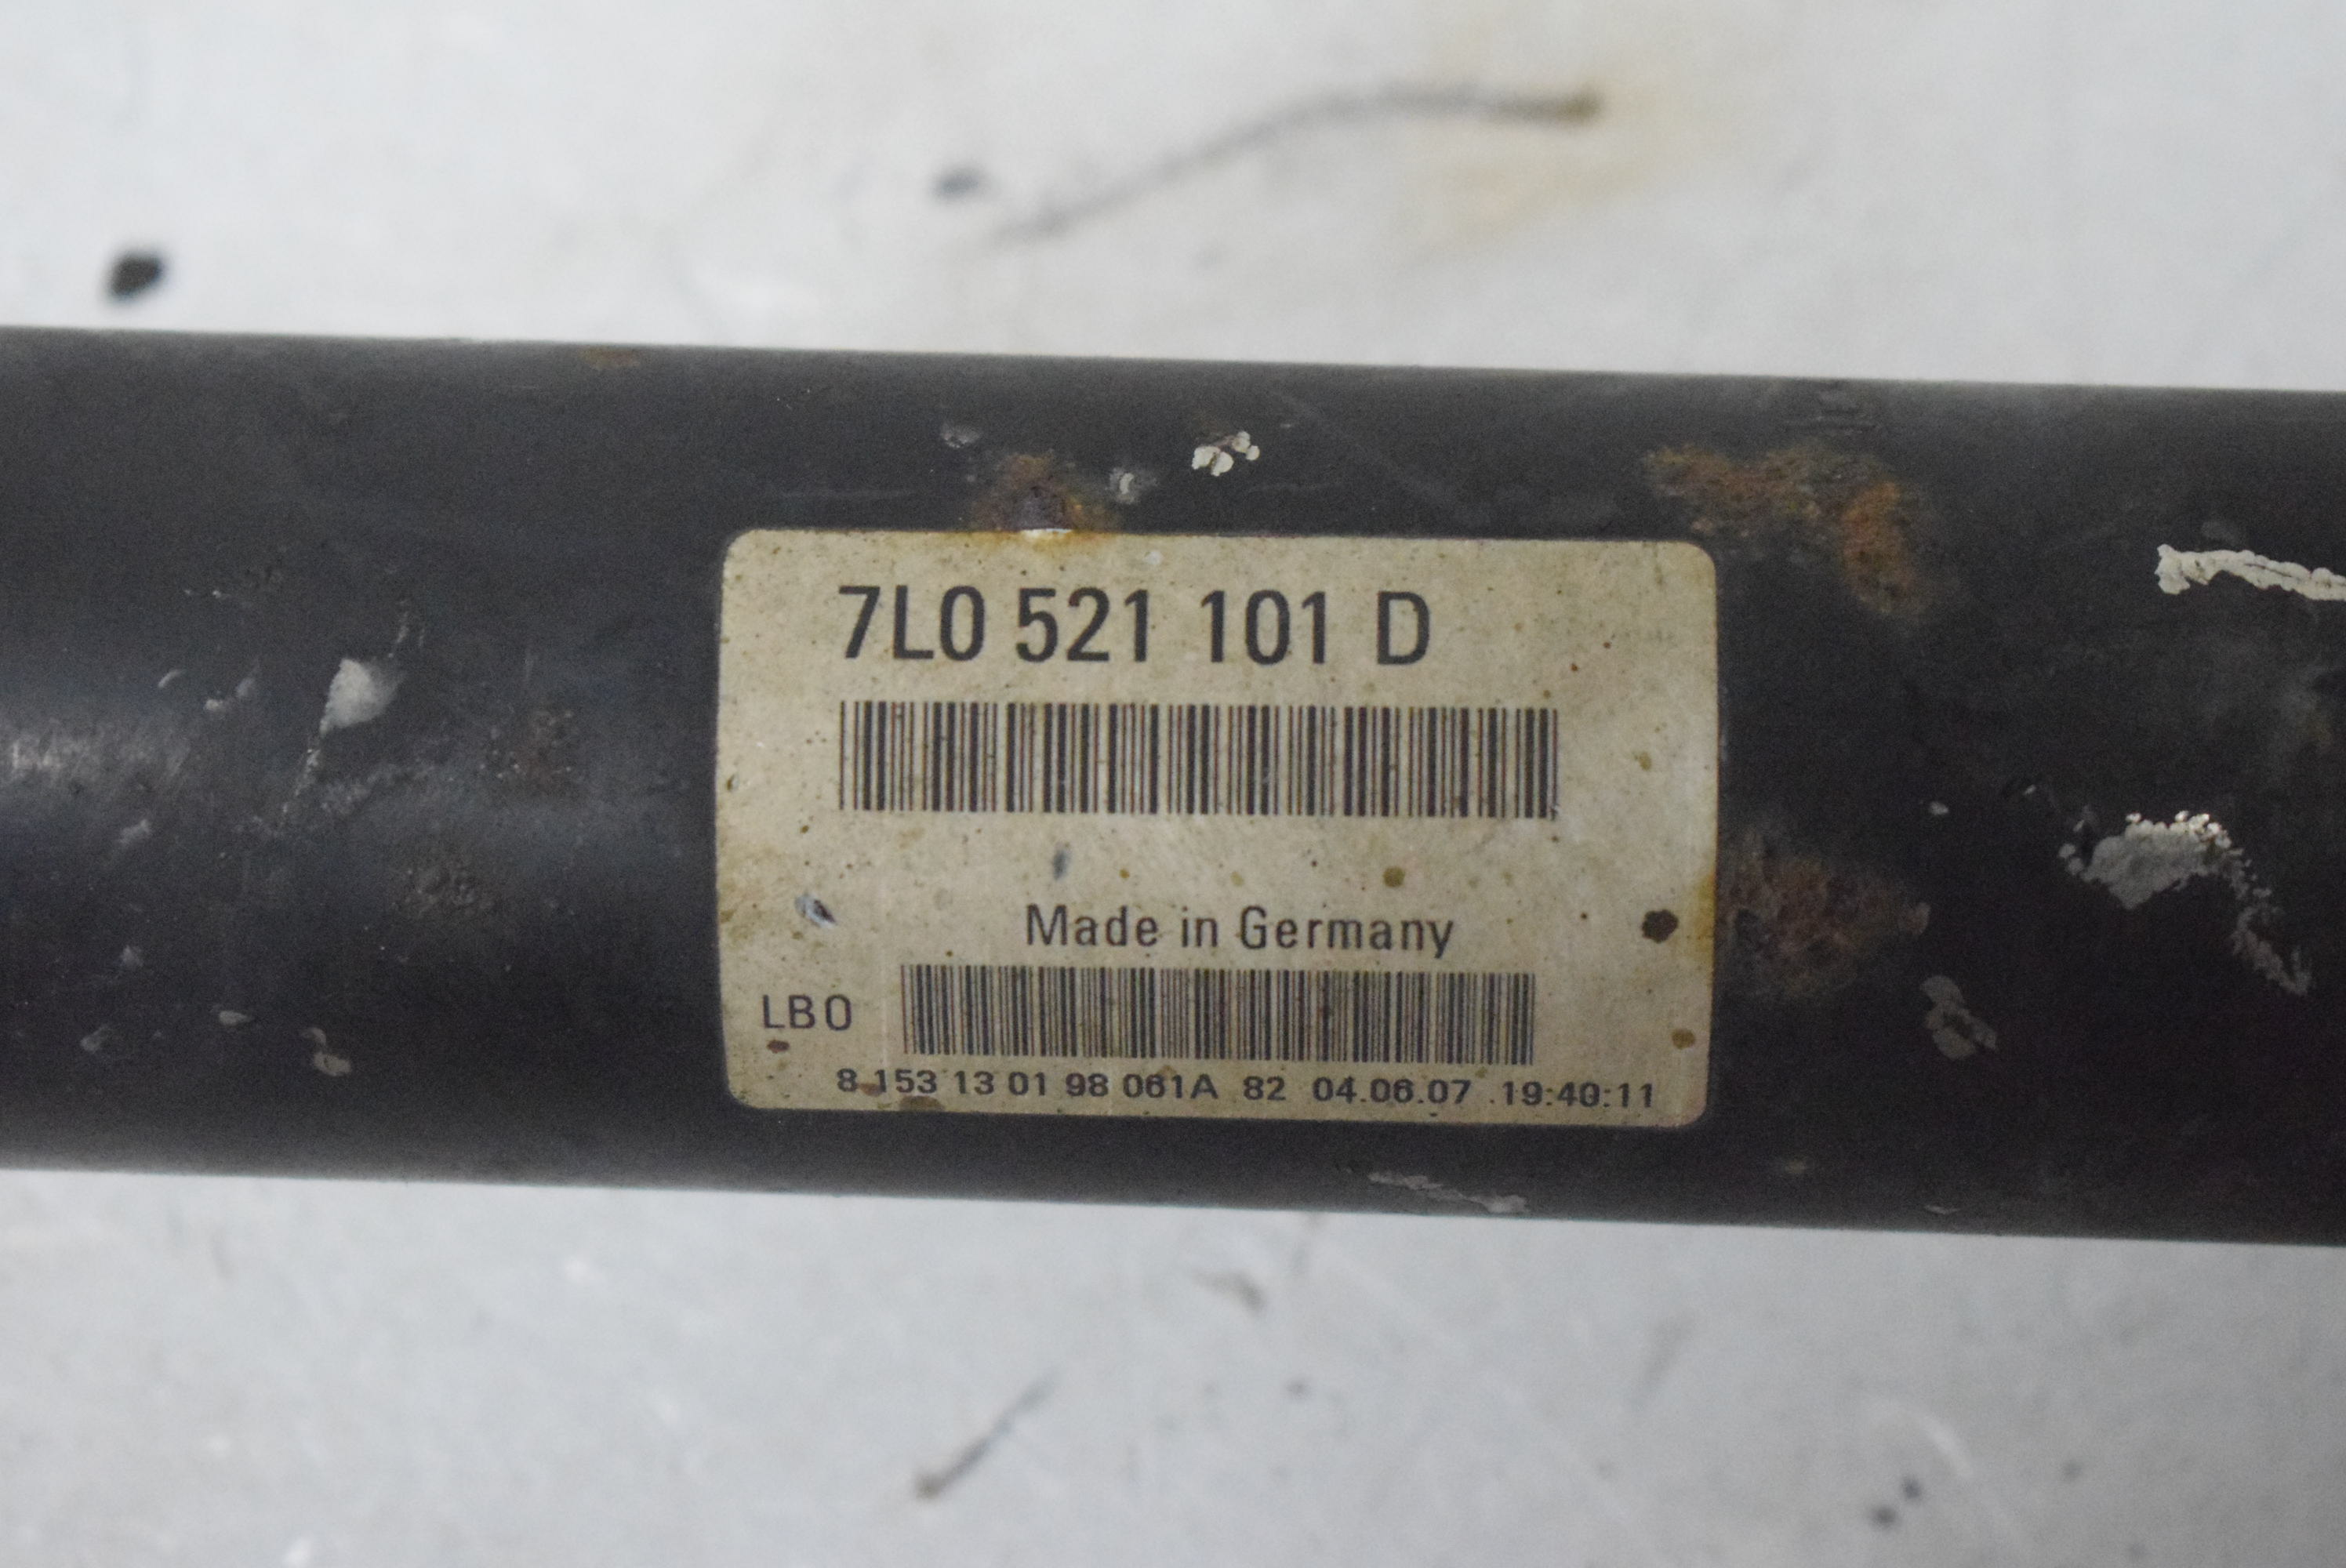 7L0 521 101 D
Made in Germany
LB0
8 153 13 01 98 061A 82 04.06.07 19:40:11